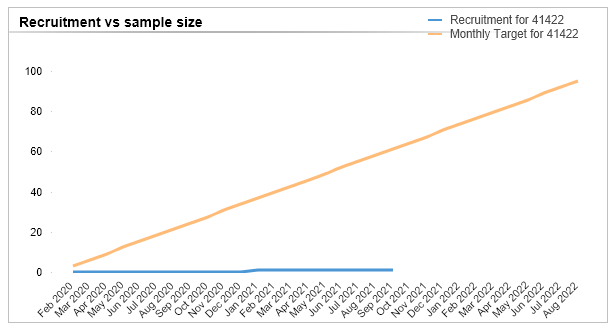 Recruitment vs sample size
Recruitment for 41422
Monthly Target for 41422
100
80
60
40
20
0
Feb 2020
Mar 2020
Apr 2020
May 2020
Jun 2020
Jul 2020
Aug 2020
Sep 2020
Oct 2020
Nov 2020
Dec 2020
Jan 2021
Feb 2021
Mar 2021
Apr 2021
May 2021
Jun 2021
Jul 2021
Aug 2021
Sep 2021
Oct 2021
Nov 2021
Dec 2021
Jan 2022
Feb 2022
Mar 2022
Apr 2022
May 2022
Jun 2022
Jul 2022
Aug 2022